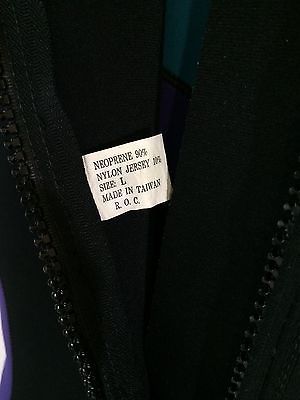 NEOPRENE 90%
NYLON JERSEY 10%
SIZE: L
MADE IN TAIWAN
R. O. C.